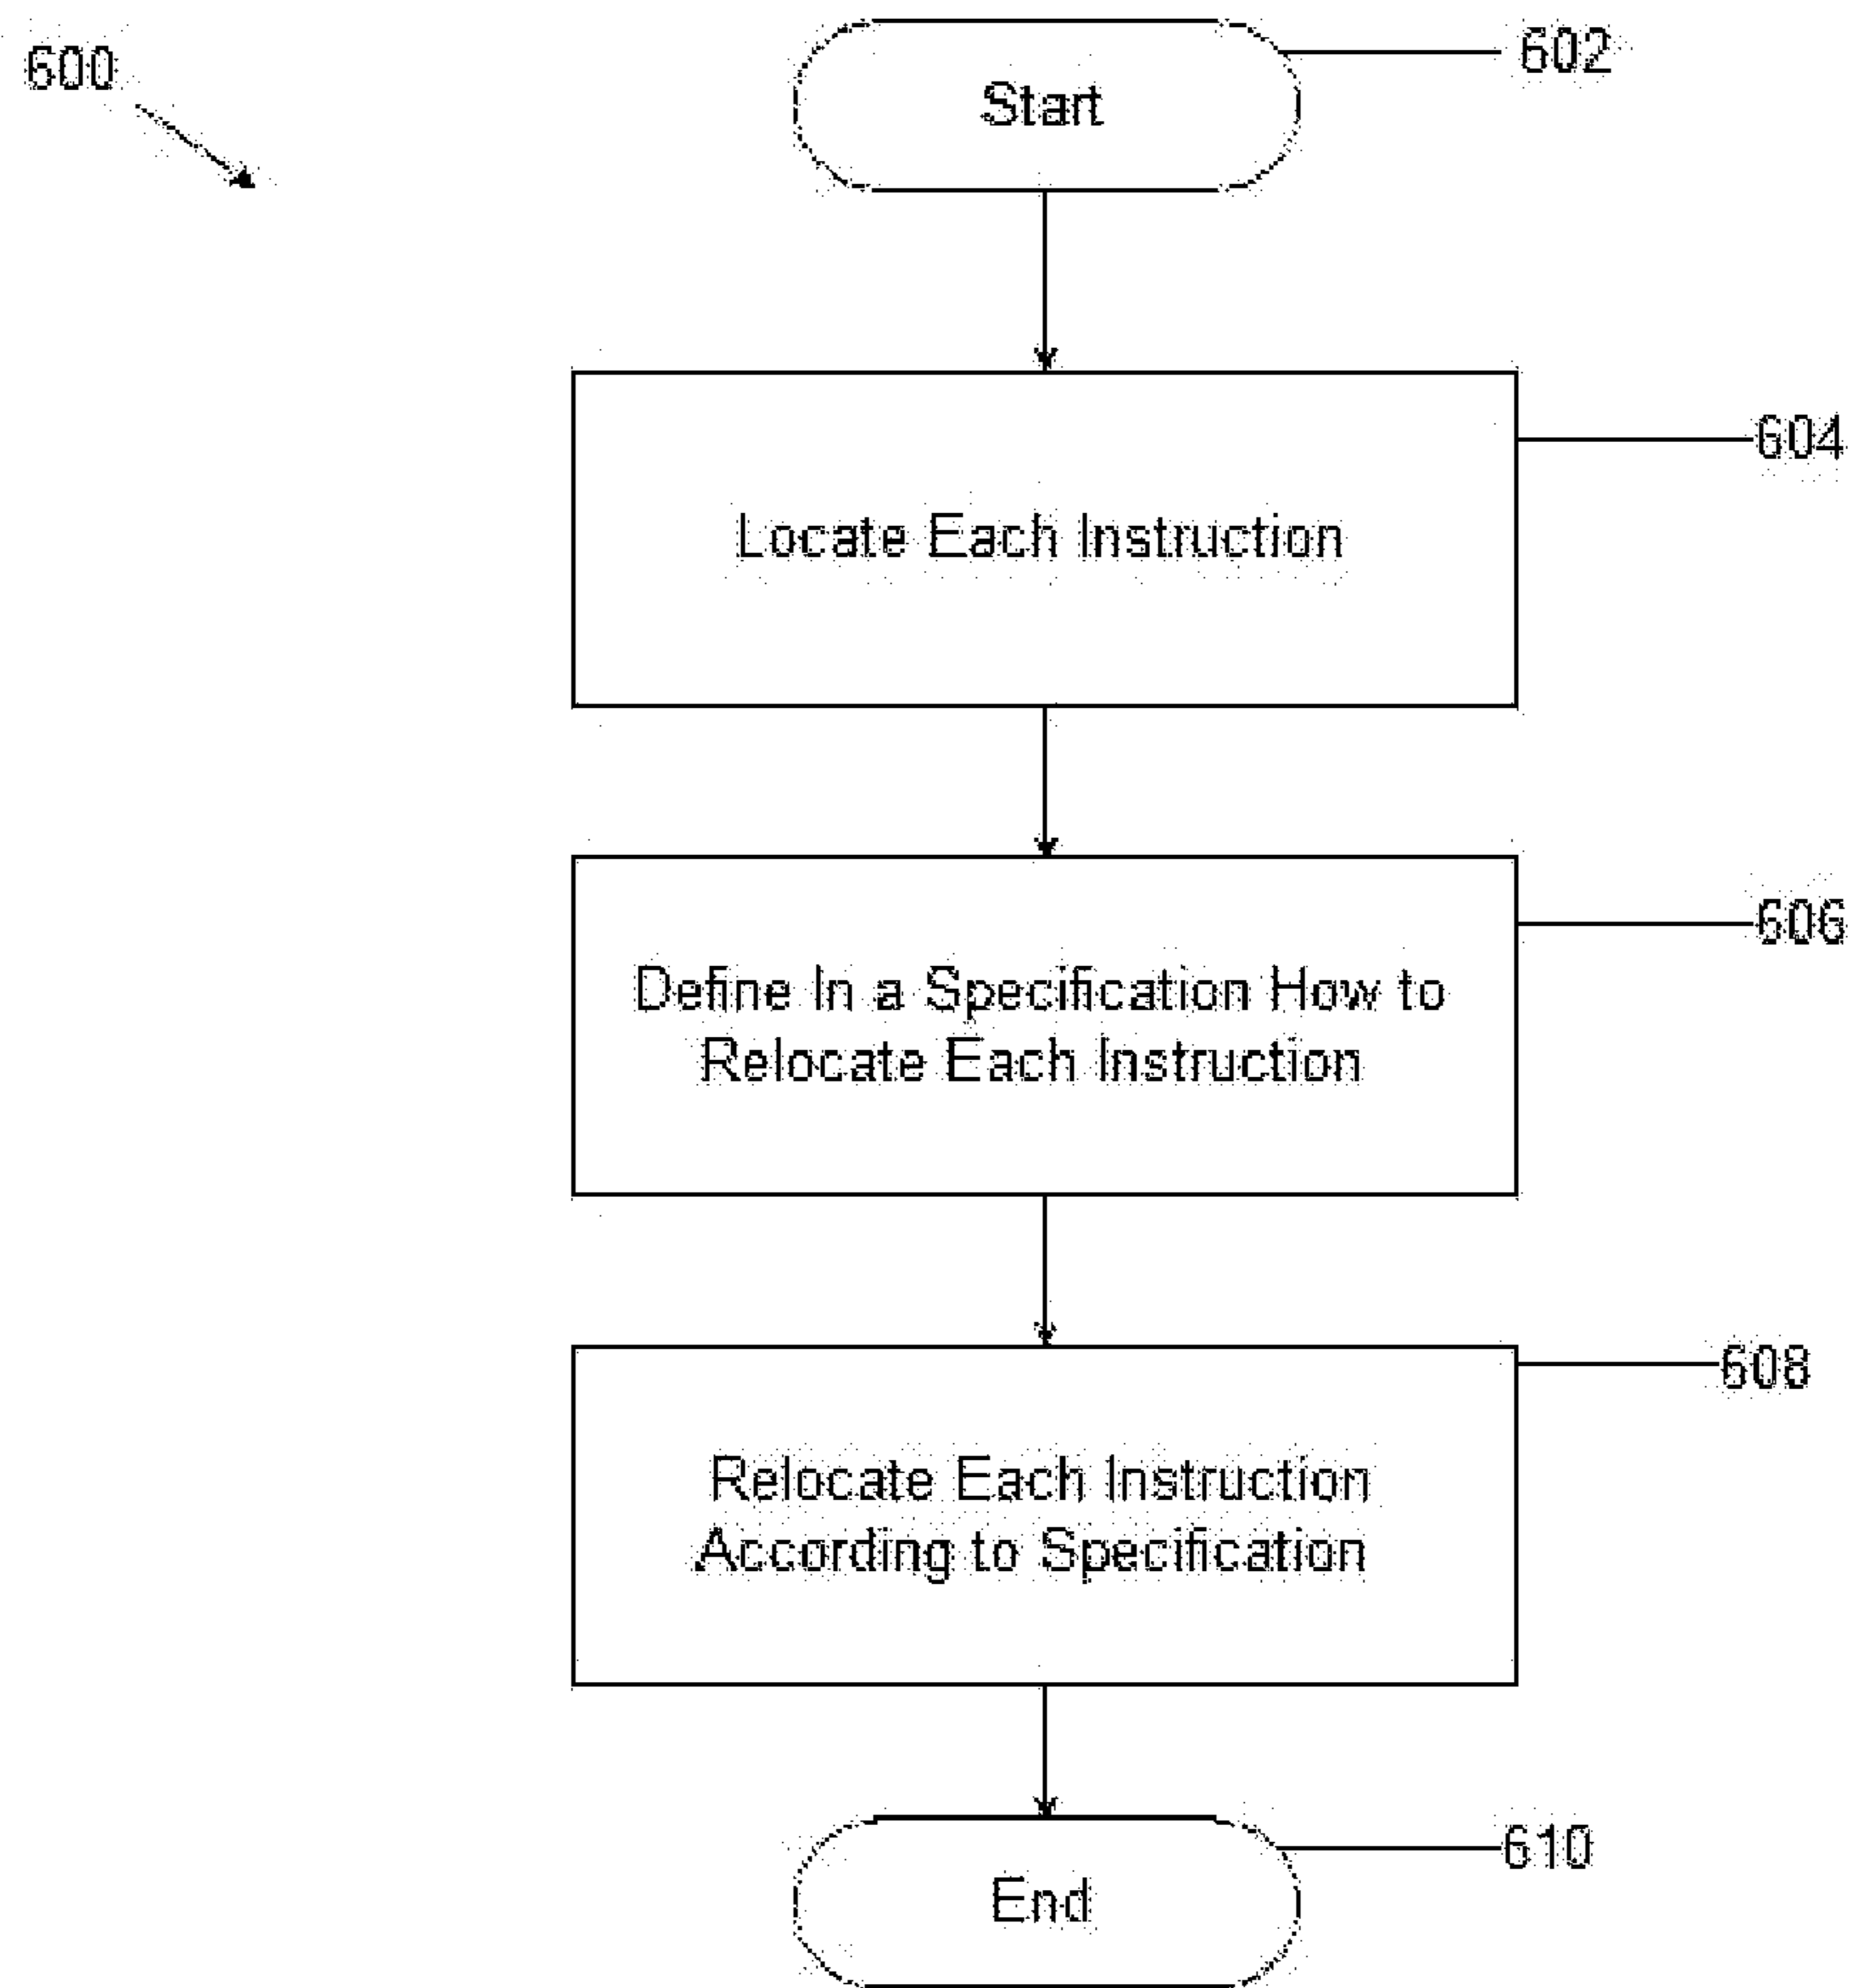 600
602
Start
604
Locate Each Instruction
606
Define In a Specification How to
Relocate Each Instruction
608
Relocate Each Instruction
According to Specification
610
End